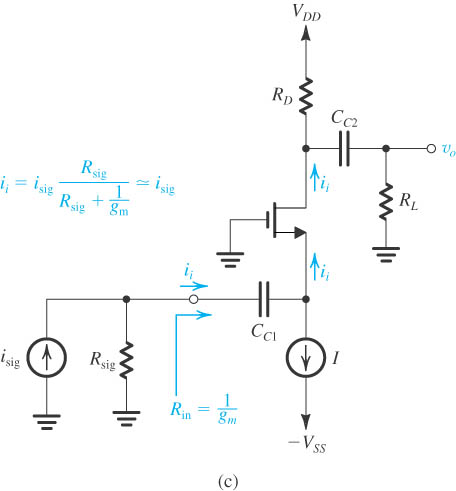 V_DD
R_D
C_C2
v_o
i_i
R_L
i_i = i_sig R_sig / (R_sig + 1/g_m) ≃ i_sig
i_i
i_i
C_C1
i_sig
R_sig
I
R_in = 1/g_m
−V_SS
(c)